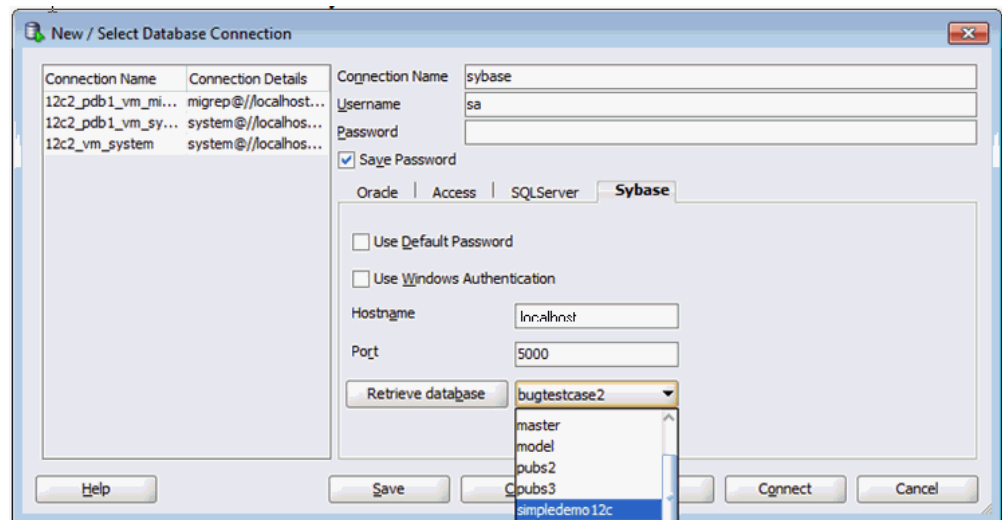 New / Select Database Connection
Connection Name Connection Details
12c2_pdb1_vm_mi... migrep@//localhost...
12c2_pdb1_vm_sy... system@//localhos...
12c2_vm_system system@//localhos...
Connection Name sybase
Username sa
Password
Save Password
Oracle Access SQLServer Sybase
Use Default Password
Use Windows Authentication
Hostname localhost
Port 5000
Retrieve database bugtestcase2
master
model
pubs2
pubs3
simpledemo12c
Help Save C Connect Cancel